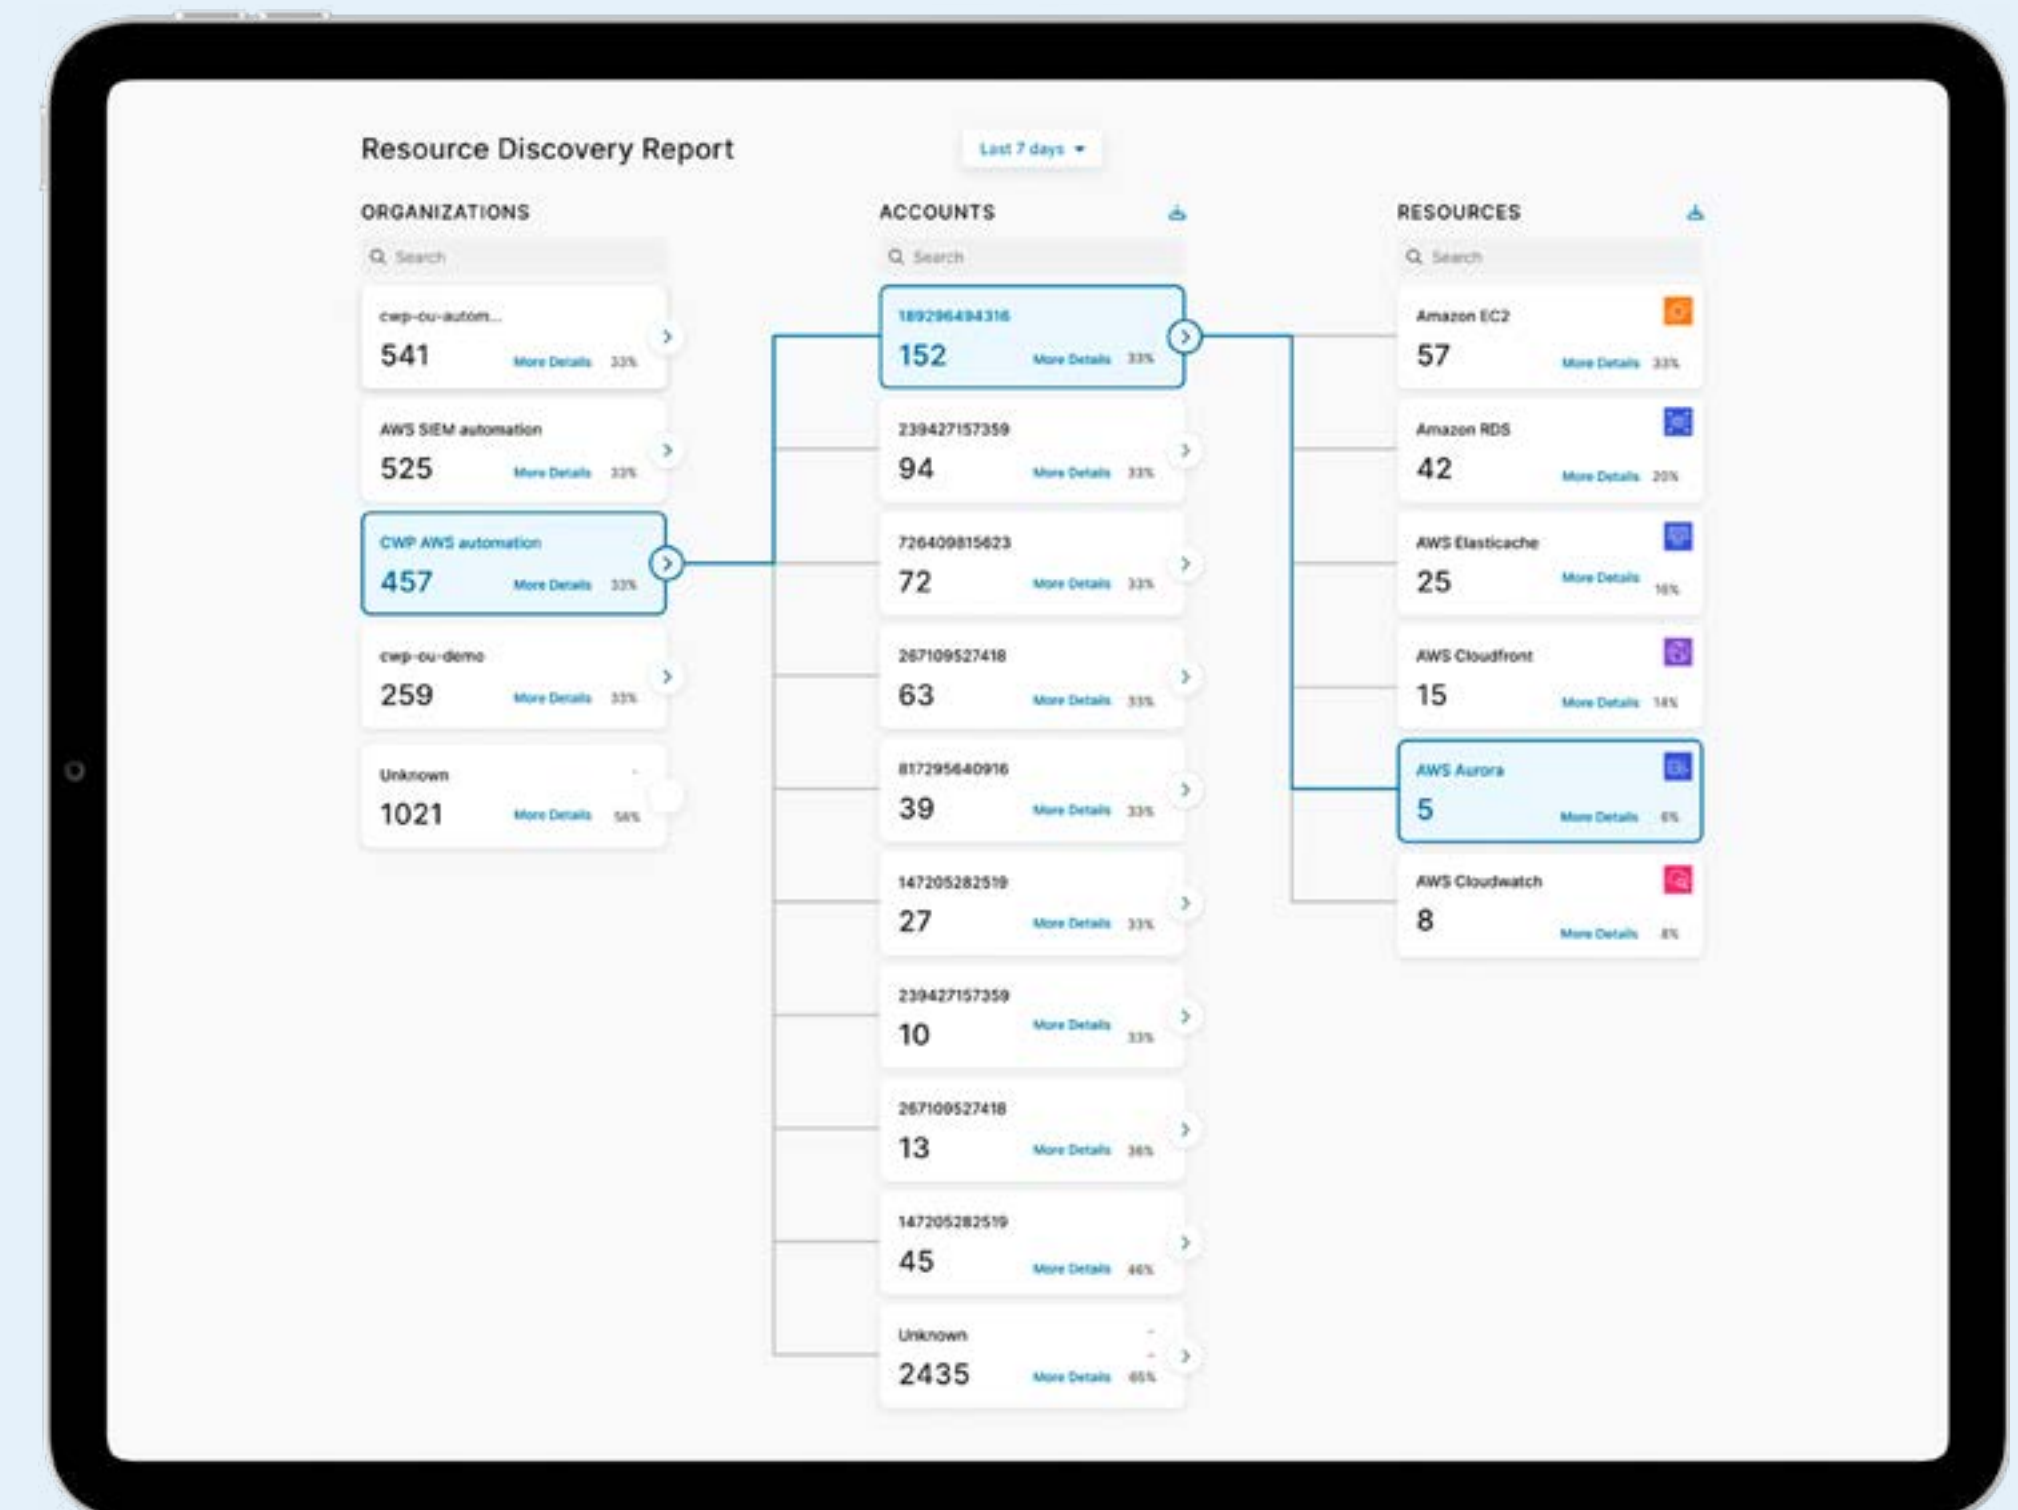 Resource Discovery Report
Last 7 days
ORGANIZATIONS
Search
cwp-ou-autom...
541 More Details 33%
AWS SIEM automation
525 More Details 33%
CWP AWS automation
457 More Details 33%
cwp-ou-demo
259 More Details 33%
Unknown -
1021 More Details 56%
ACCOUNTS
Search
189296494316
152 More Details 33%
239427157359
94 More Details 33%
726409815623
72 More Details 33%
267109527418
63 More Details 33%
817295640916
39 More Details 33%
147205282519
27 More Details 33%
239427157359
10 More Details 33%
267109527418
13 More Details 36%
147205282519
45 More Details 46%
Unknown -
-
2435 More Details 65%
RESOURCES
Search
Amazon EC2
57 More Details 33%
Amazon RDS
42 More Details 20%
AWS Elasticache
25 More Details 16%
AWS Cloudfront
15 More Details 14%
AWS Aurora
5 More Details 6%
AWS Cloudwatch
8 More Details 8%